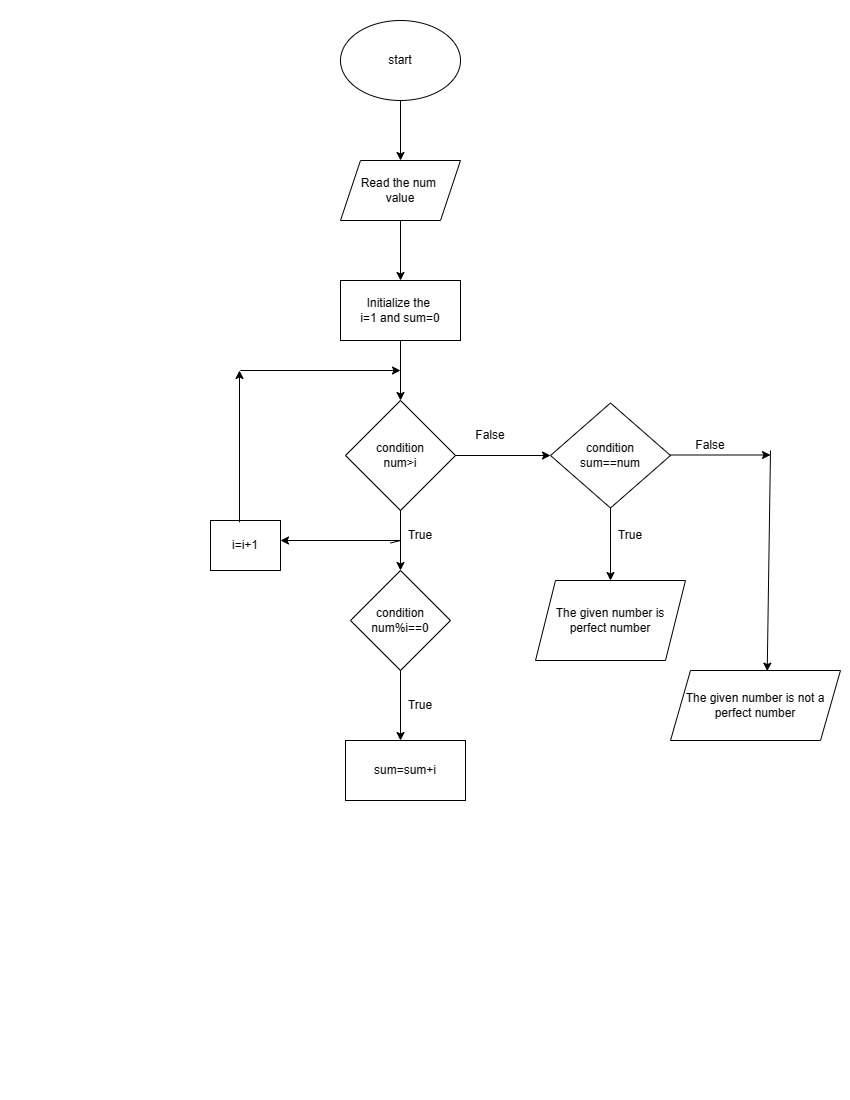 start
Read the num
value
Initialize the
i=1 and sum=0
condition
num>i
False
condition
sum==num
False
True
i=i+1
True
condition
num%i==0
The given number is
perfect number
True
The given number is not a
perfect number
sum=sum+i